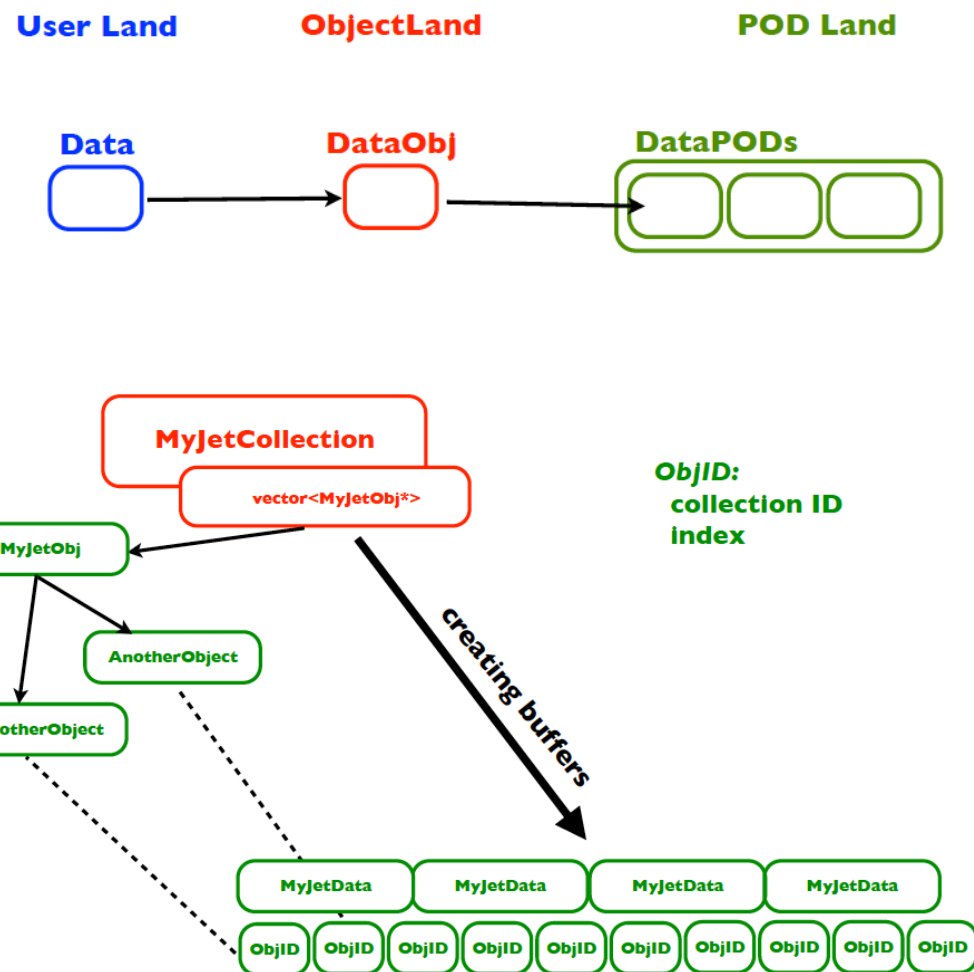 User Land
ObjectLand
POD Land
Data
DataObj
DataPODs
MyJetCollection
vector<MyJetObj*>
ObjID:
collection ID
index
MyJetObj
AnotherObject
otherObject
creating buffers
MyJetData MyJetData MyJetData MyJetData
ObjID ObjID ObjID ObjID ObjID ObjID ObjID ObjID ObjID ObjID